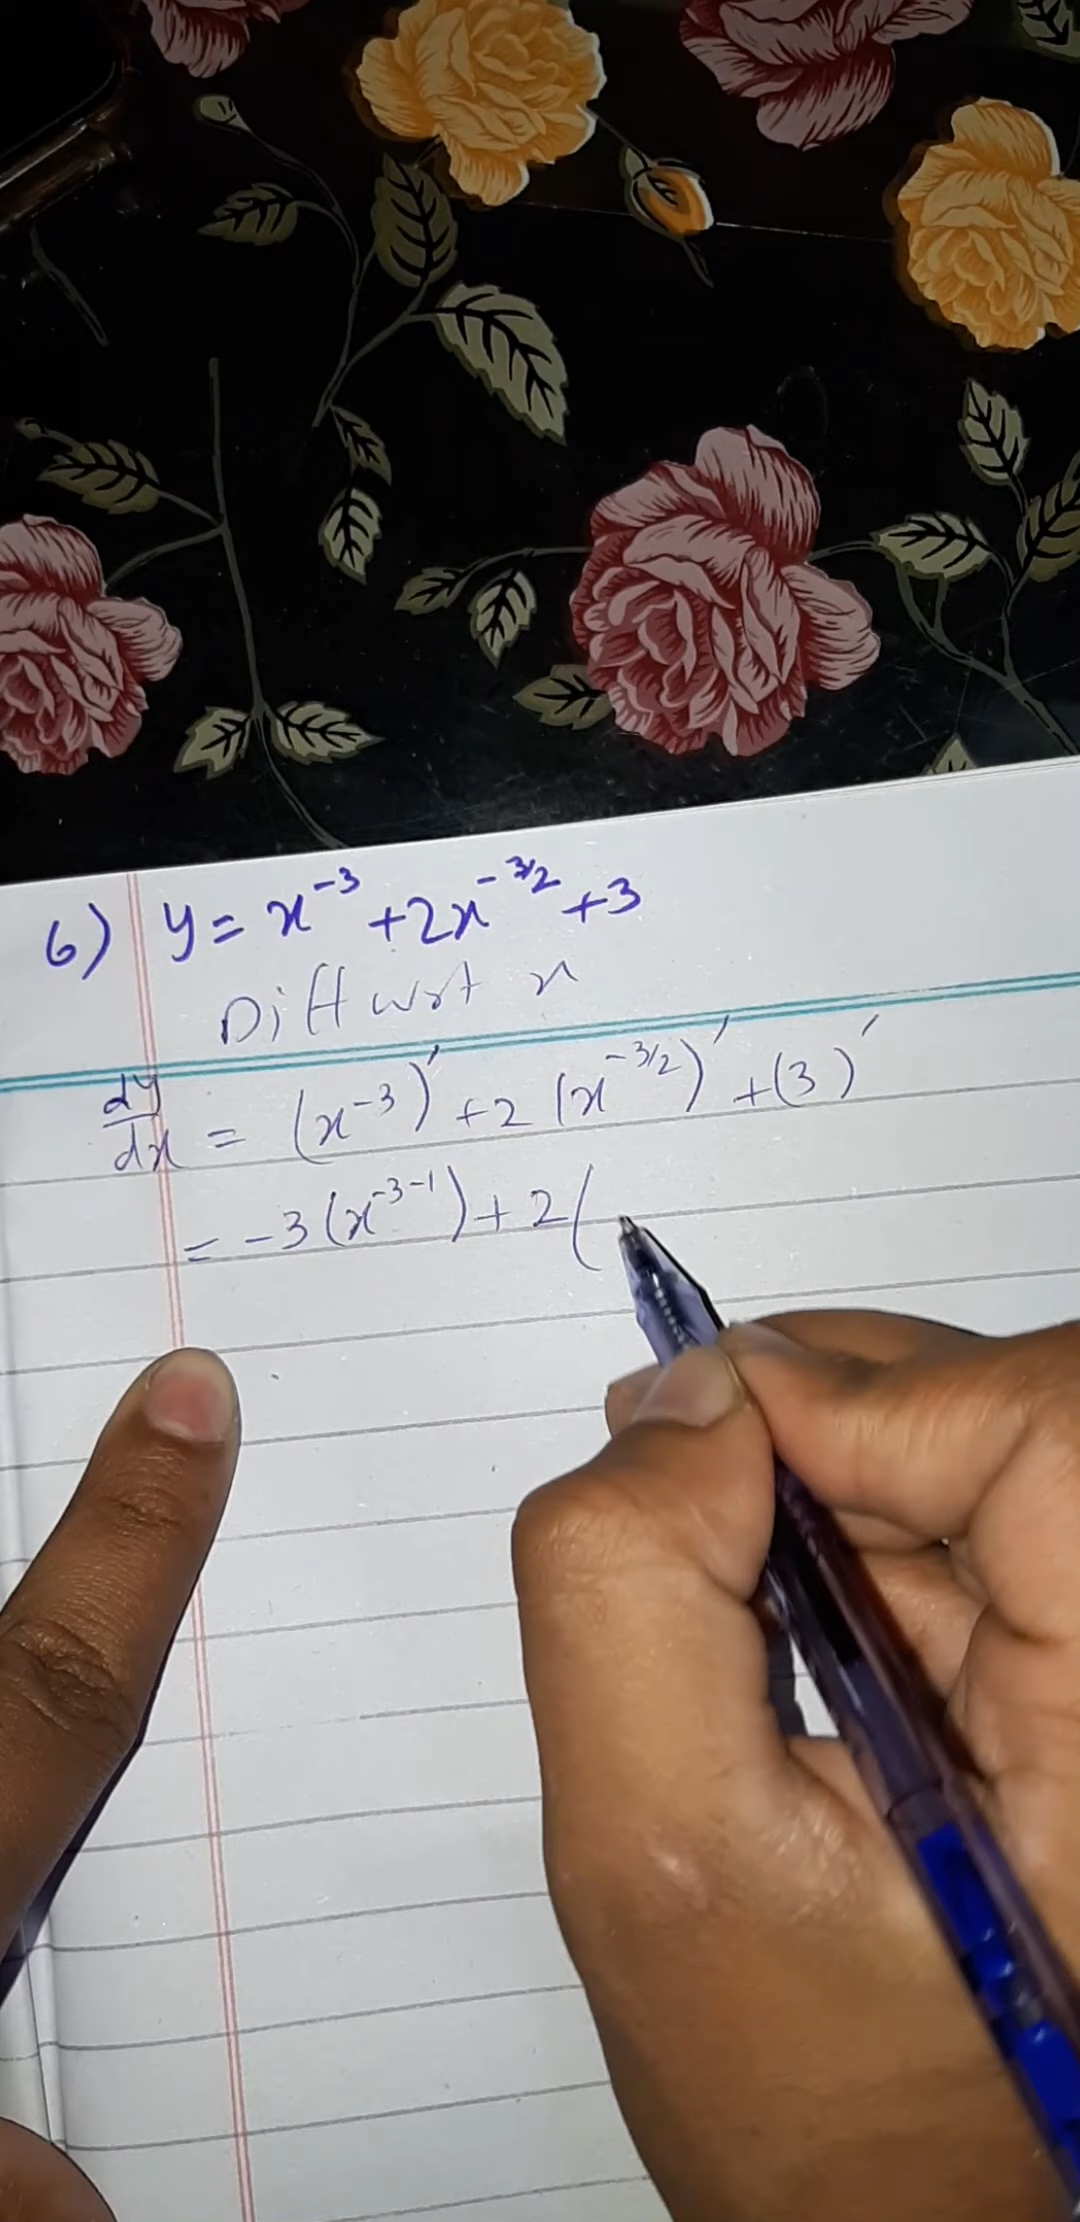 6) y = x⁻³ + 2x^(-3/2) + 3
Diff wrt x
dy/dx = (x⁻³)' + 2 (x^(-3/2))' + (3)'
= -3 (x^(-3-1)) + 2 (